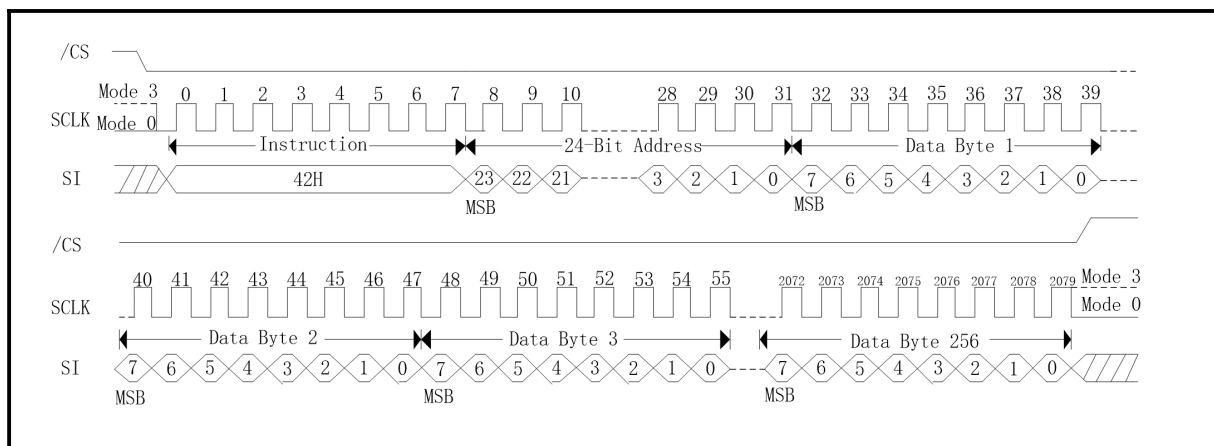 /CS
Mode 3 0 1 2 3 4 5 6 7 8 9 10 28 29 30 31 32 33 34 35 36 37 38 39
SCLK Mode 0
Instruction 24-Bit Address Data Byte 1
SI 42H 23 22 21 3 2 1 0 7 6 5 4 3 2 1 0
MSB MSB
/CS
40 41 42 43 44 45 46 47 48 49 50 51 52 53 54 55 2072 2073 2074 2075 2076 2077 2078 2079 Mode 3
SCLK Mode 0
Data Byte 2 Data Byte 3 Data Byte 256
SI 7 6 5 4 3 2 1 0 7 6 5 4 3 2 1 0 7 6 5 4 3 2 1 0
MSB MSB MSB